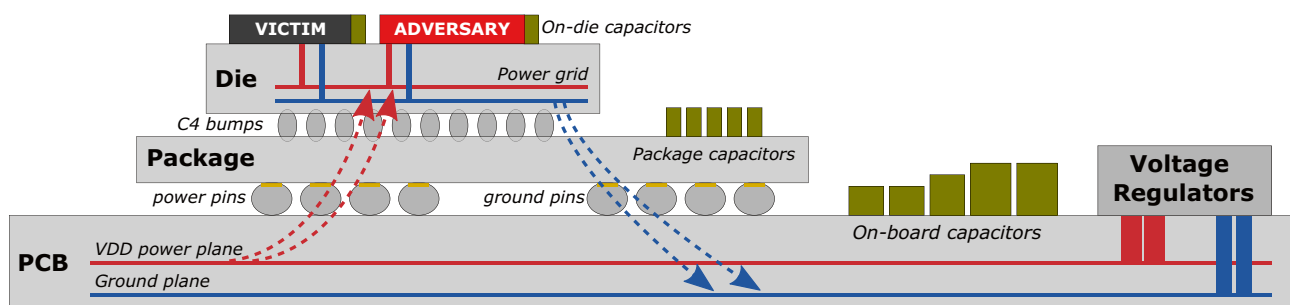 VICTIM
ADVERSARY
On-die capacitors
Die
Power grid
C4 bumps
Package
Package capacitors
Voltage
Regulators
power pins
ground pins
On-board capacitors
PCB
VDD power plane
Ground plane